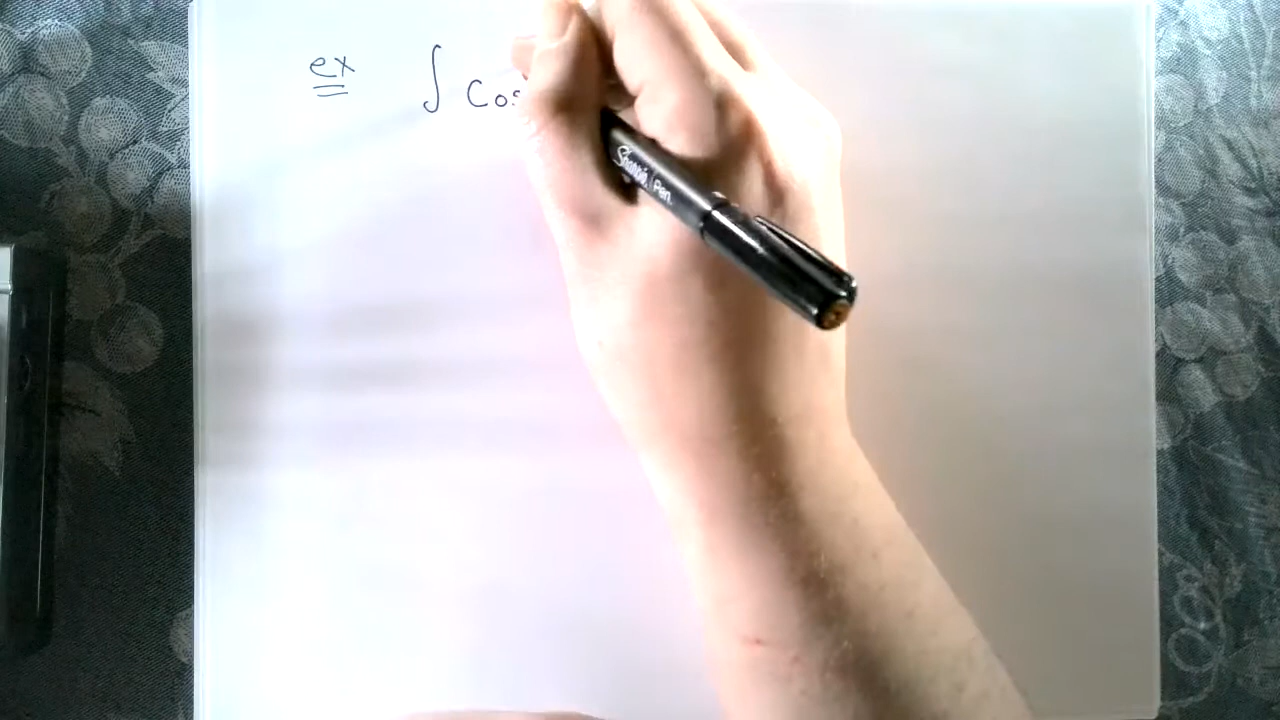 ex ∫ cos
Sharpie. Pen.